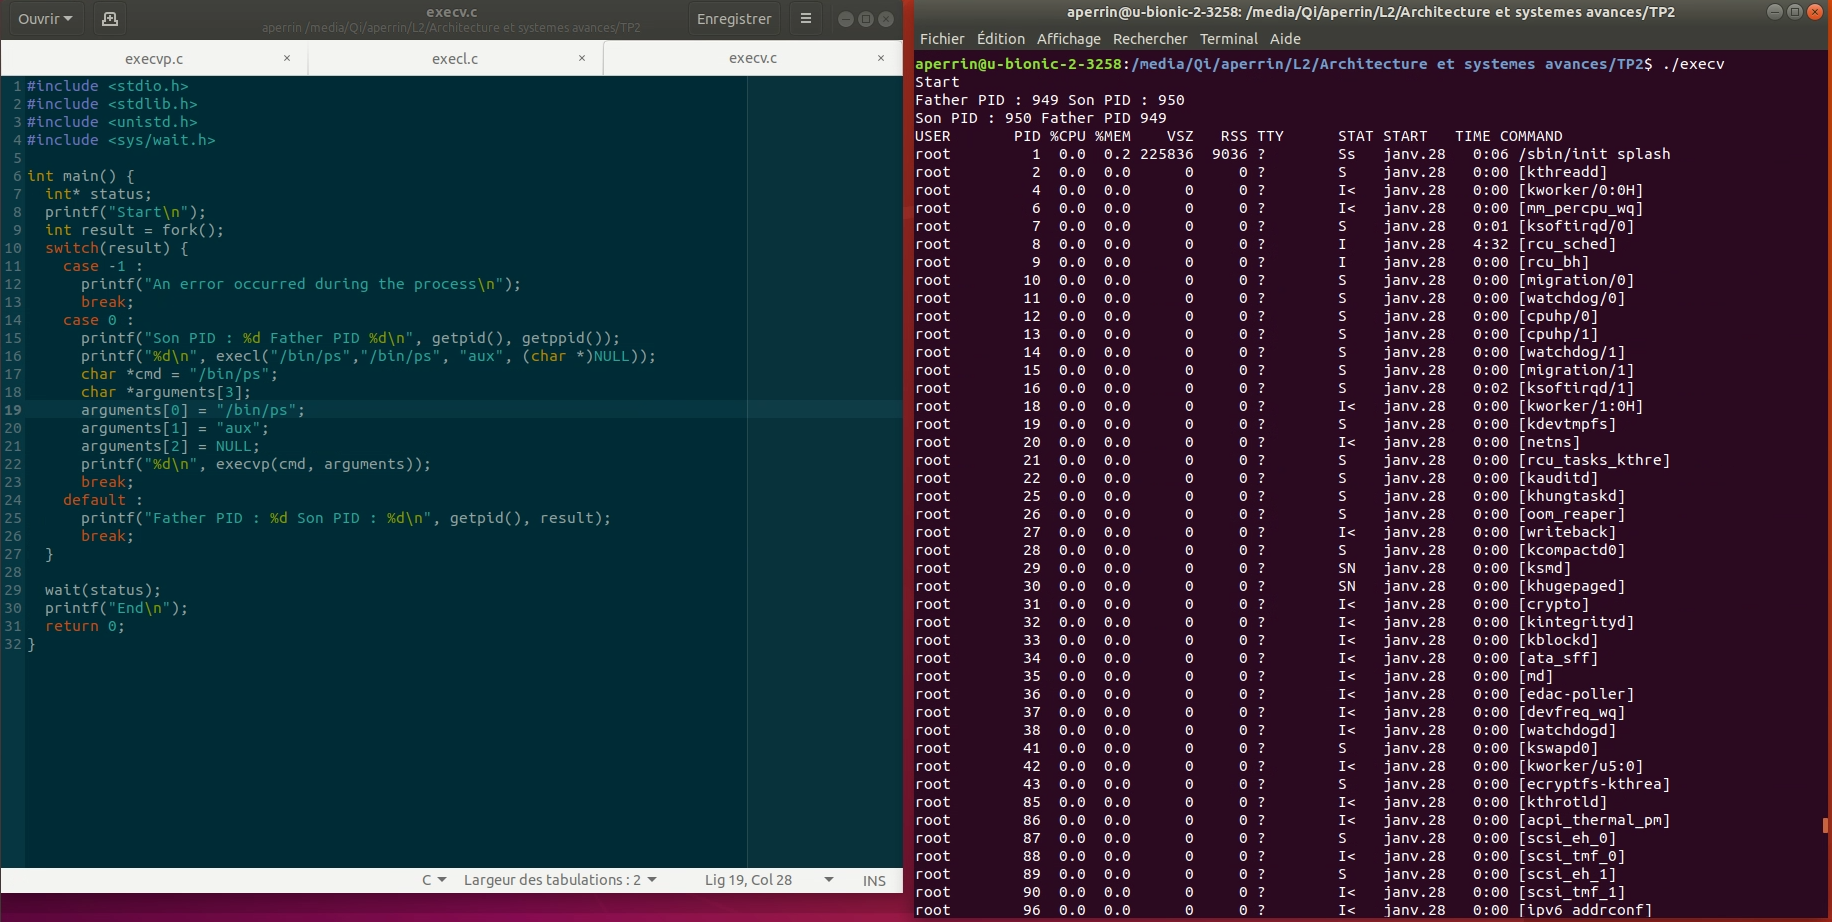 Ouvrir
execv.c
aperrin /media/Qi/aperrin/L2/Architecture et systemes avances/TP2
Enregistrer
execvp.c ×
execl.c ×
execv.c ×
1 #include <stdio.h>
2 #include <stdlib.h>
3 #include <unistd.h>
4 #include <sys/wait.h>
5
6 int main() {
7 int* status;
8 printf("Start\n");
9 int result = fork();
10 switch(result) {
11 case -1 :
12 printf("An error occurred during the process\n");
13 break;
14 case 0 :
15 printf("Son PID : %d Father PID %d\n", getpid(), getppid());
16 printf("%d\n", execl("/bin/ps","/bin/ps", "aux", (char *)NULL));
17 char *cmd = "/bin/ps";
18 char *arguments[3];
19 arguments[0] = "/bin/ps";
20 arguments[1] = "aux";
21 arguments[2] = NULL;
22 printf("%d\n", execvp(cmd, arguments));
23 break;
24 default :
25 printf("Father PID : %d Son PID : %d\n", getpid(), result);
26 break;
27 }
28
29 wait(status);
30 printf("End\n");
31 return 0;
32 }
C Largeur des tabulations : 2 Lig 19, Col 28 INS
aperrin@u-bionic-2-3258: /media/Qi/aperrin/L2/Architecture et systemes avances/TP2
Fichier Édition Affichage Rechercher Terminal Aide
aperrin@u-bionic-2-3258:/media/Qi/aperrin/L2/Architecture et systemes avances/TP2$ ./execv
Start
Father PID : 949 Son PID : 950
Son PID : 950 Father PID 949
USER PID %CPU %MEM VSZ RSS TTY STAT START TIME COMMAND
root 1 0.0 0.2 225836 9036 ? Ss janv.28 0:06 /sbin/init splash
root 2 0.0 0.0 0 0 ? S janv.28 0:00 [kthreadd]
root 4 0.0 0.0 0 0 ? I< janv.28 0:00 [kworker/0:0H]
root 6 0.0 0.0 0 0 ? I< janv.28 0:00 [mm_percpu_wq]
root 7 0.0 0.0 0 0 ? S janv.28 0:01 [ksoftirqd/0]
root 8 0.0 0.0 0 0 ? I janv.28 4:32 [rcu_sched]
root 9 0.0 0.0 0 0 ? I janv.28 0:00 [rcu_bh]
root 10 0.0 0.0 0 0 ? S janv.28 0:00 [migration/0]
root 11 0.0 0.0 0 0 ? S janv.28 0:00 [watchdog/0]
root 12 0.0 0.0 0 0 ? S janv.28 0:00 [cpuhp/0]
root 13 0.0 0.0 0 0 ? S janv.28 0:00 [cpuhp/1]
root 14 0.0 0.0 0 0 ? S janv.28 0:00 [watchdog/1]
root 15 0.0 0.0 0 0 ? S janv.28 0:00 [migration/1]
root 16 0.0 0.0 0 0 ? S janv.28 0:02 [ksoftirqd/1]
root 18 0.0 0.0 0 0 ? I< janv.28 0:00 [kworker/1:0H]
root 19 0.0 0.0 0 0 ? S janv.28 0:00 [kdevtmpfs]
root 20 0.0 0.0 0 0 ? I< janv.28 0:00 [netns]
root 21 0.0 0.0 0 0 ? S janv.28 0:00 [rcu_tasks_kthre]
root 22 0.0 0.0 0 0 ? S janv.28 0:00 [kauditd]
root 25 0.0 0.0 0 0 ? S janv.28 0:00 [khungtaskd]
root 26 0.0 0.0 0 0 ? S janv.28 0:00 [oom_reaper]
root 27 0.0 0.0 0 0 ? I< janv.28 0:00 [writeback]
root 28 0.0 0.0 0 0 ? S janv.28 0:00 [kcompactd0]
root 29 0.0 0.0 0 0 ? SN janv.28 0:00 [ksmd]
root 30 0.0 0.0 0 0 ? SN janv.28 0:00 [khugepaged]
root 31 0.0 0.0 0 0 ? I< janv.28 0:00 [crypto]
root 32 0.0 0.0 0 0 ? I< janv.28 0:00 [kintegrityd]
root 33 0.0 0.0 0 0 ? I< janv.28 0:00 [kblockd]
root 34 0.0 0.0 0 0 ? I< janv.28 0:00 [ata_sff]
root 35 0.0 0.0 0 0 ? I< janv.28 0:00 [md]
root 36 0.0 0.0 0 0 ? I< janv.28 0:00 [edac-poller]
root 37 0.0 0.0 0 0 ? I< janv.28 0:00 [devfreq_wq]
root 38 0.0 0.0 0 0 ? I< janv.28 0:00 [watchdogd]
root 41 0.0 0.0 0 0 ? S janv.28 0:00 [kswapd0]
root 42 0.0 0.0 0 0 ? I< janv.28 0:00 [kworker/u5:0]
root 43 0.0 0.0 0 0 ? S janv.28 0:00 [ecryptfs-kthrea]
root 85 0.0 0.0 0 0 ? I< janv.28 0:00 [kthrotld]
root 86 0.0 0.0 0 0 ? I< janv.28 0:00 [acpi_thermal_pm]
root 87 0.0 0.0 0 0 ? S janv.28 0:00 [scsi_eh_0]
root 88 0.0 0.0 0 0 ? I< janv.28 0:00 [scsi_tmf_0]
root 89 0.0 0.0 0 0 ? S janv.28 0:00 [scsi_eh_1]
root 90 0.0 0.0 0 0 ? I< janv.28 0:00 [scsi_tmf_1]
root 96 0.0 0.0 0 0 ? I< janv.28 0:00 [ipv6_addrconf]